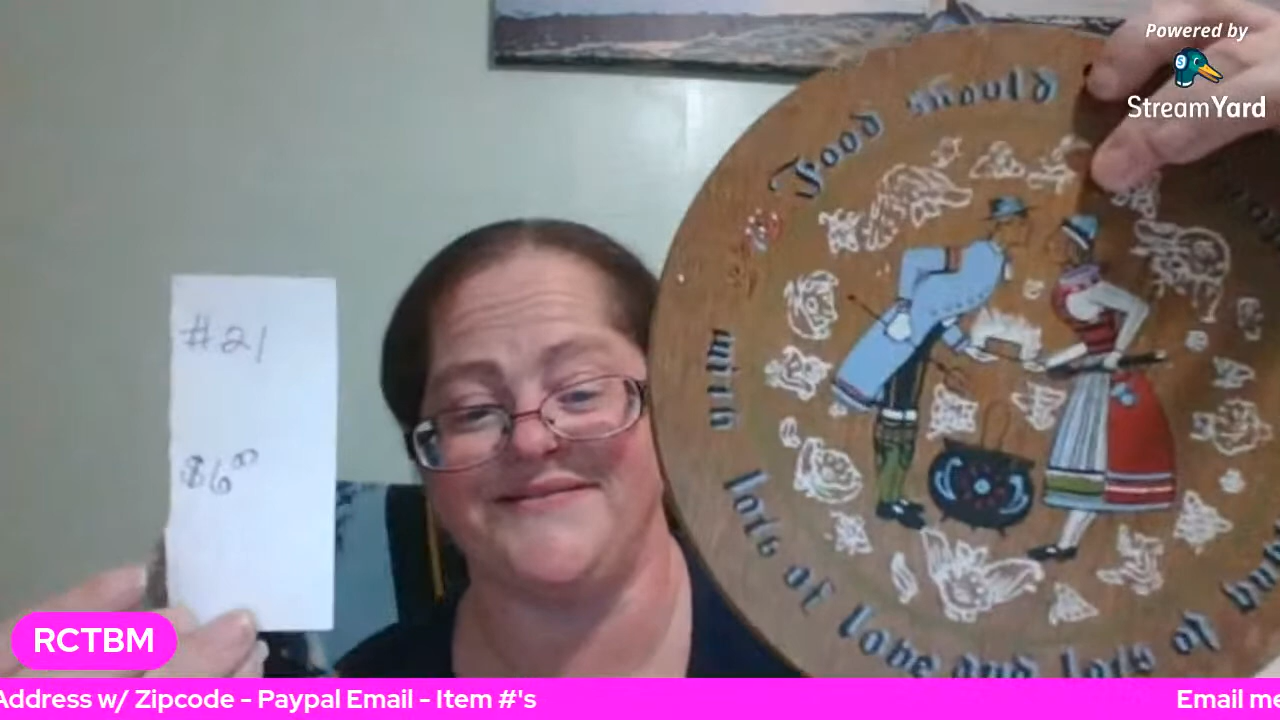 Powered by
StreamYard
Food should
with
lots of love and lots of
#21
$6⁰⁰
RCTBM
Address w/ Zipcode - Paypal Email - Item #'s
Email me